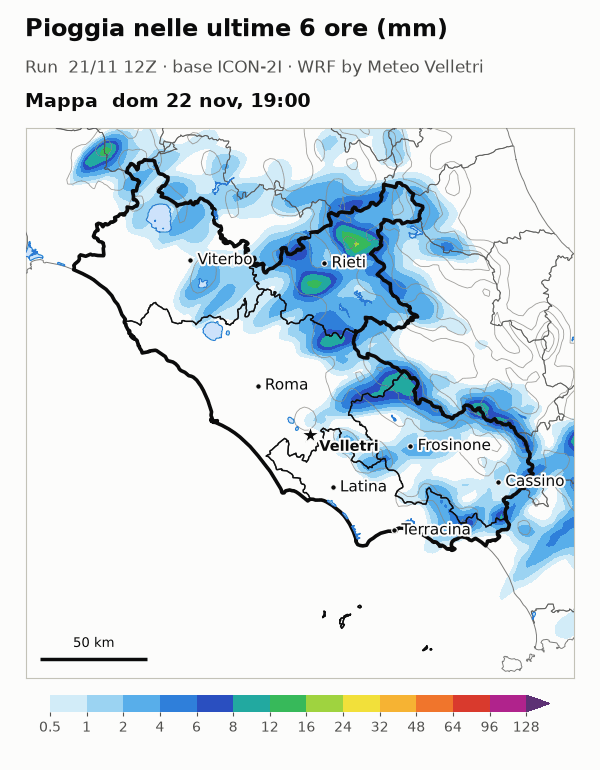 Pioggia nelle ultime 6 ore (mm)
Run 21/11 12Z · base ICON-2I · WRF by Meteo Velletri
Mappa dom 22 nov, 19:00
Viterbo
Rieti
Roma
Velletri
Frosinone
Latina
Cassino
Terracina
50 km
0.5 1 2 4 6 8 12 16 24 32 48 64 96 128